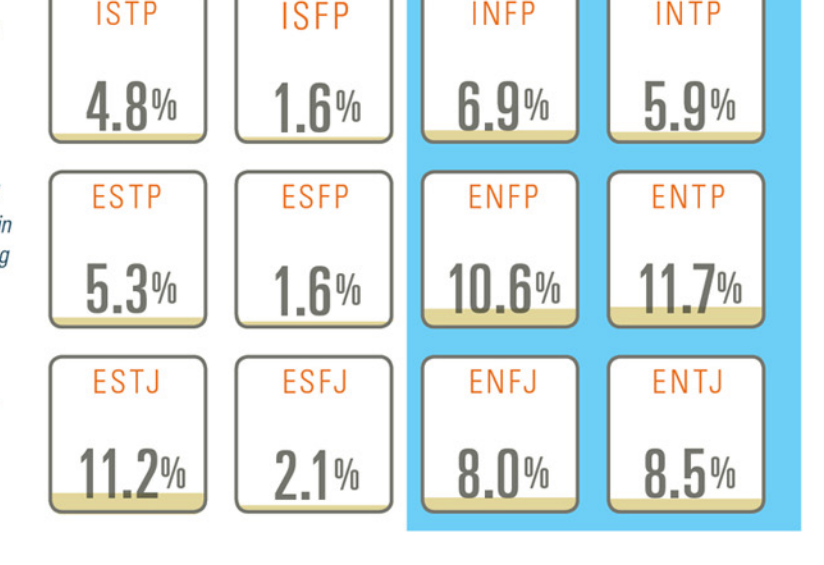 ISTP ISFP INFP INTP
4.8% 1.6% 6.9% 5.9%
ESTP ESFP ENFP ENTP
in
g
5.3% 1.6% 10.6% 11.7%
ESTJ ESFJ ENFJ ENTJ
11.2% 2.1% 8.0% 8.5%